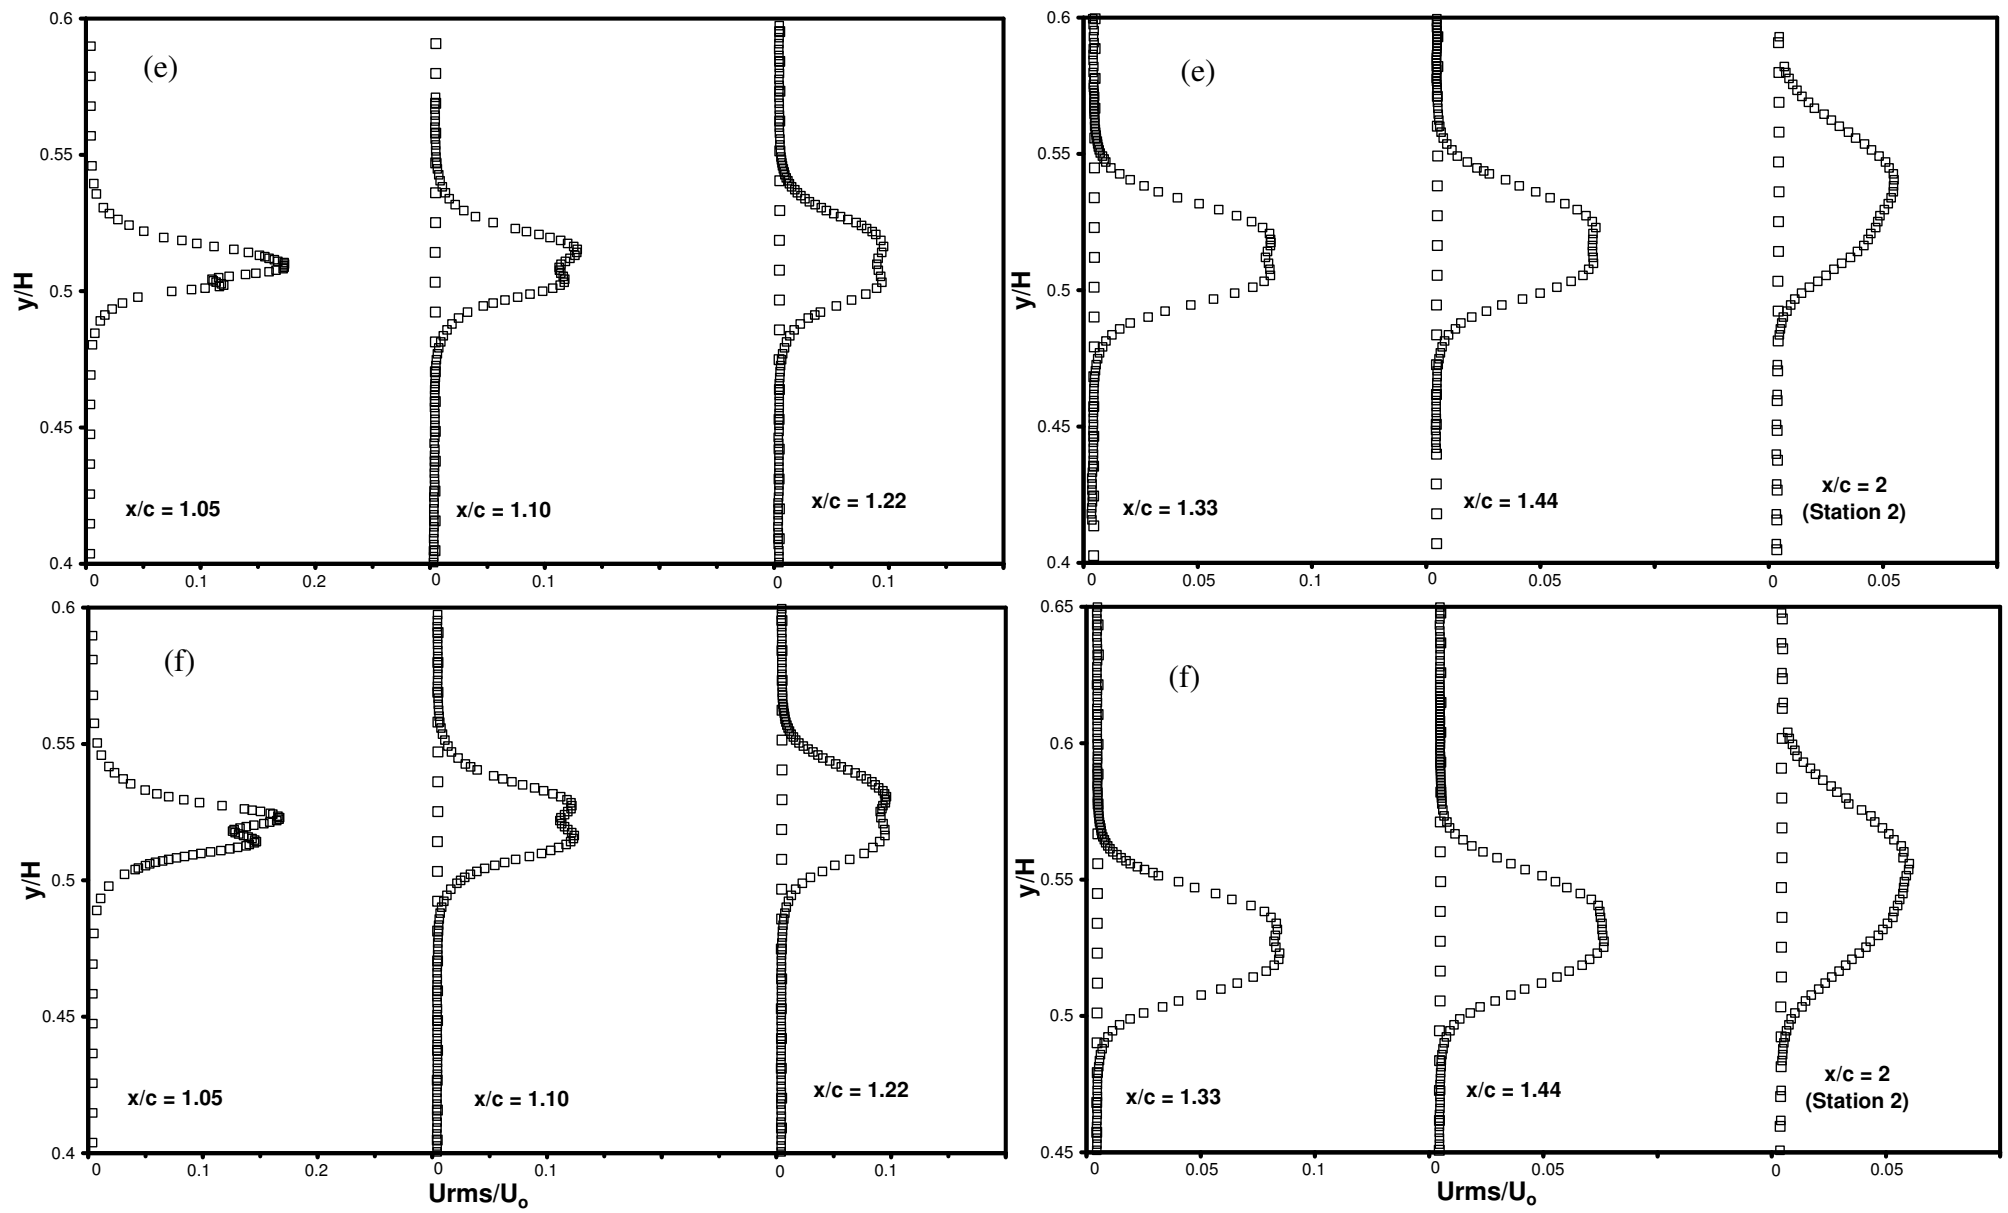 0.6
(e)
0.55
y/H
0.5
0.45
x/c = 1.05
x/c = 1.10
x/c = 1.22
0.4
0
0.1
0.2
0
0.1
0
0.1
0.6
(e)
0.55
y/H
0.5
0.45
x/c = 1.33
x/c = 1.44
x/c = 2
(Station 2)
0.4
0
0.05
0.1
0
0.05
0
0.05
0.6
(f)
0.55
y/H
0.5
0.45
x/c = 1.05
x/c = 1.10
x/c = 1.22
0.4
0
0.1
0.2
0
0.1
0
0.1
Urms/Uo
0.65
(f)
0.6
y/H
0.55
0.5
x/c = 1.33
x/c = 1.44
x/c = 2
(Station 2)
0.45
0
0.05
0.1
0
0.05
0
0.05
Urms/Uo